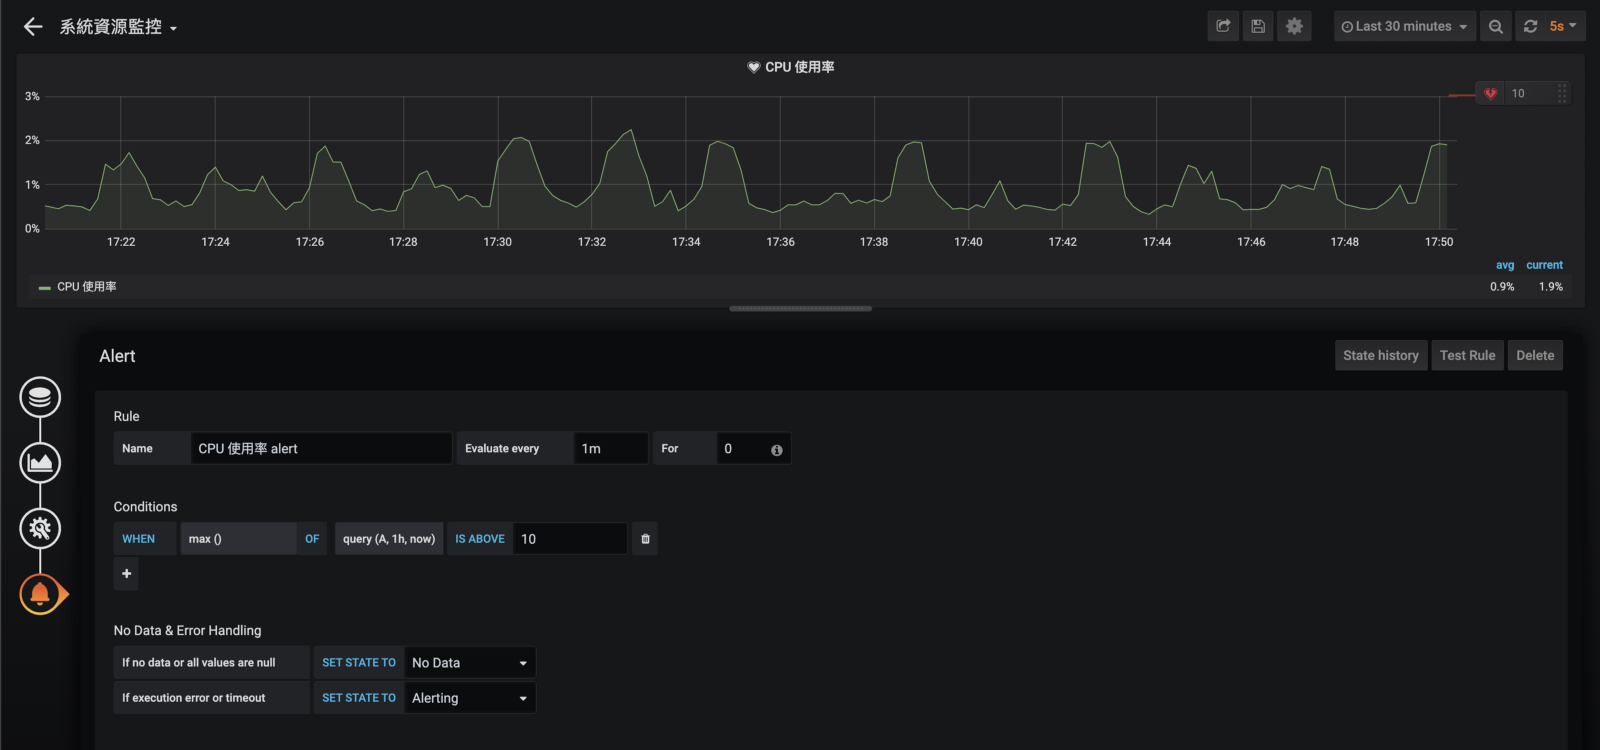 系統資源監控
Last 30 minutes
5s
CPU 使用率
3%
2%
1%
0%
10
17:22 17:24 17:26 17:28 17:30 17:32 17:34 17:36 17:38 17:40 17:42 17:44 17:46 17:48 17:50
avg current
CPU 使用率 0.9% 1.9%
Alert
State history Test Rule Delete
Rule
Name CPU 使用率 alert Evaluate every 1m For 0
Conditions
WHEN max () OF query (A, 1h, now) IS ABOVE 10
+
No Data & Error Handling
If no data or all values are null SET STATE TO No Data
If execution error or timeout SET STATE TO Alerting